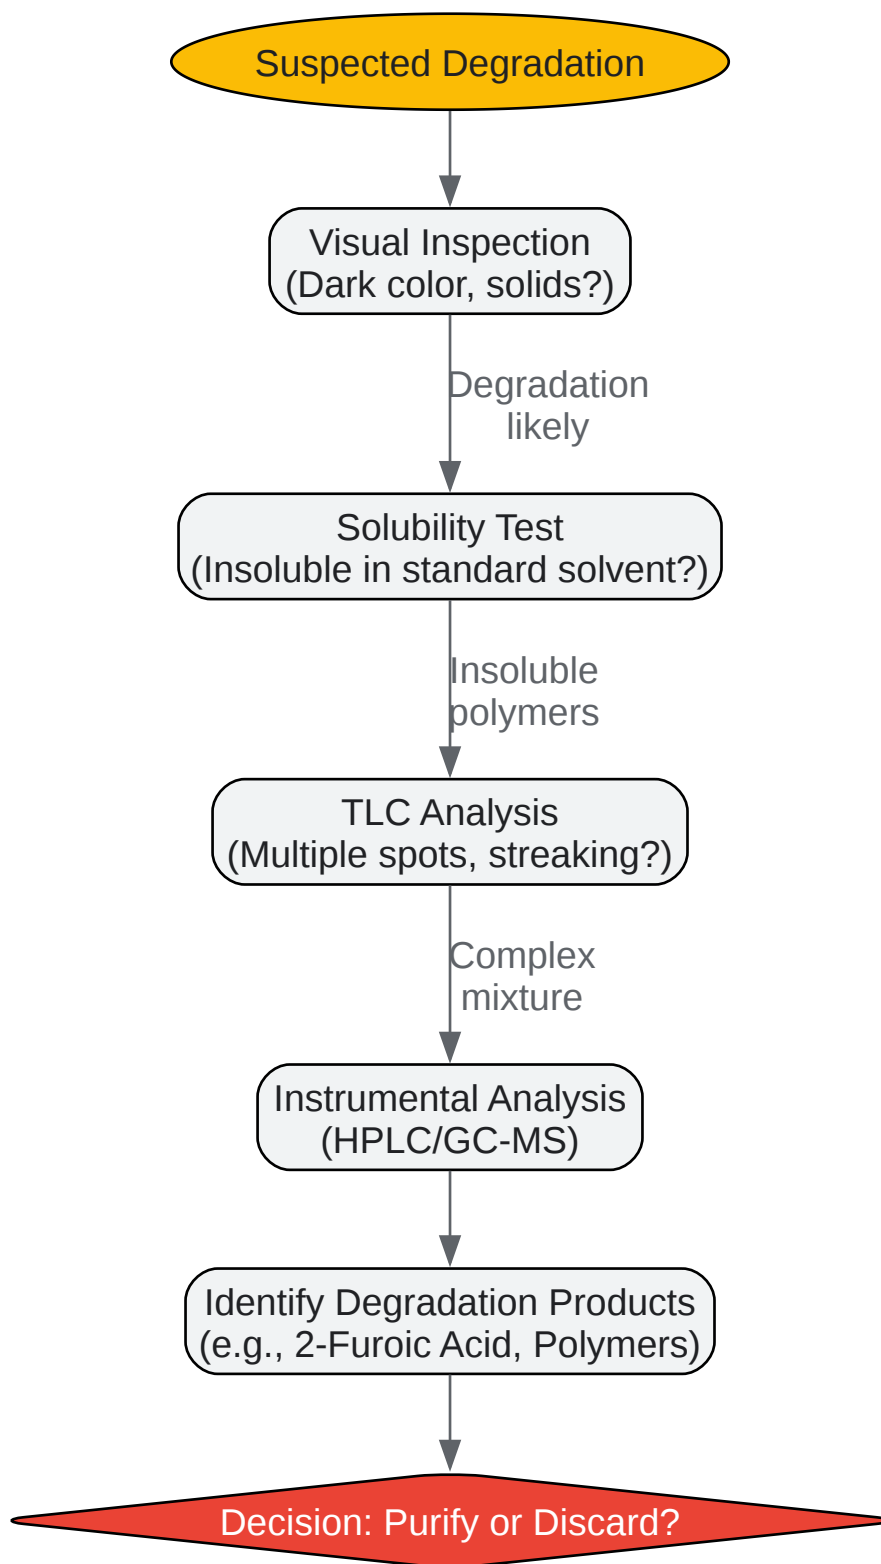 Suspected Degradation
Visual Inspection
(Dark color, solids?)
Degradation
likely
Solubility Test
(Insoluble in standard solvent?)
Insoluble
polymers
TLC Analysis
(Multiple spots, streaking?)
Complex
mixture
Instrumental Analysis
(HPLC/GC-MS)
Identify Degradation Products
(e.g., 2-Furoic Acid, Polymers)
Decision: Purify or Discard?